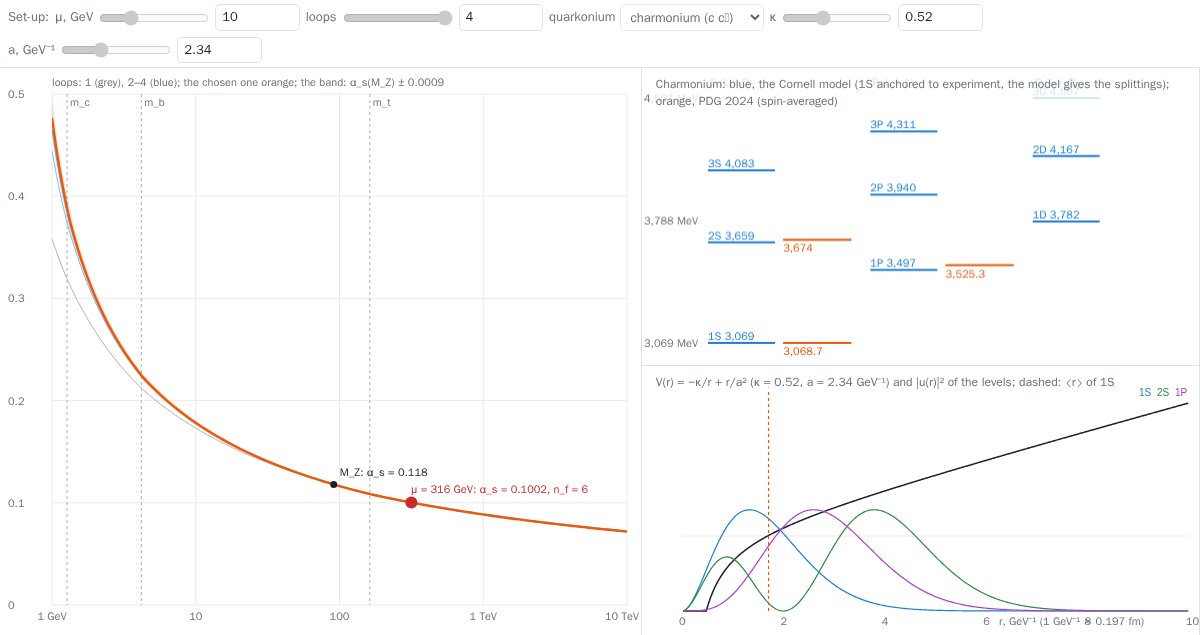 Set-up: μ, GeV 10 loops 4 quarkonium charmonium (c c κ 0.52
a, GeV⁻¹ 2.34
loops: 1 (grey), 2–4 (blue); the chosen one orange; the band: α_s(M_Z) ± 0.0009
0.5
0.4
0.3
0.2
0.1
0
m_c
m_b
m_t
M_Z: α_s = 0.118
μ = 316 GeV: α_s = 0.1002, n_f = 6
1 GeV 10 100 1 TeV 10 TeV
Charmonium: blue, the Cornell model (1S anchored to experiment, the model gives the splittings);
orange, PDG 2024 (spin-averaged)
3P 4,311
2D 4,167
3S 4,083
2P 3,940
3,788 MeV
1D 3,782
2S 3,659
3,674
1P 3,497
3,525.3
3,069 MeV
1S 3,069
3,068.7
V(r) = −κ/r + r/a² (κ = 0.52, a = 2.34 GeV⁻¹) and |u(r)|² of the levels; dashed: ⟨r⟩ of 1S
1S 2S 1P
0 2 4 6 r, GeV⁻¹ (1 GeV⁻¹ 0.197 fm) 10